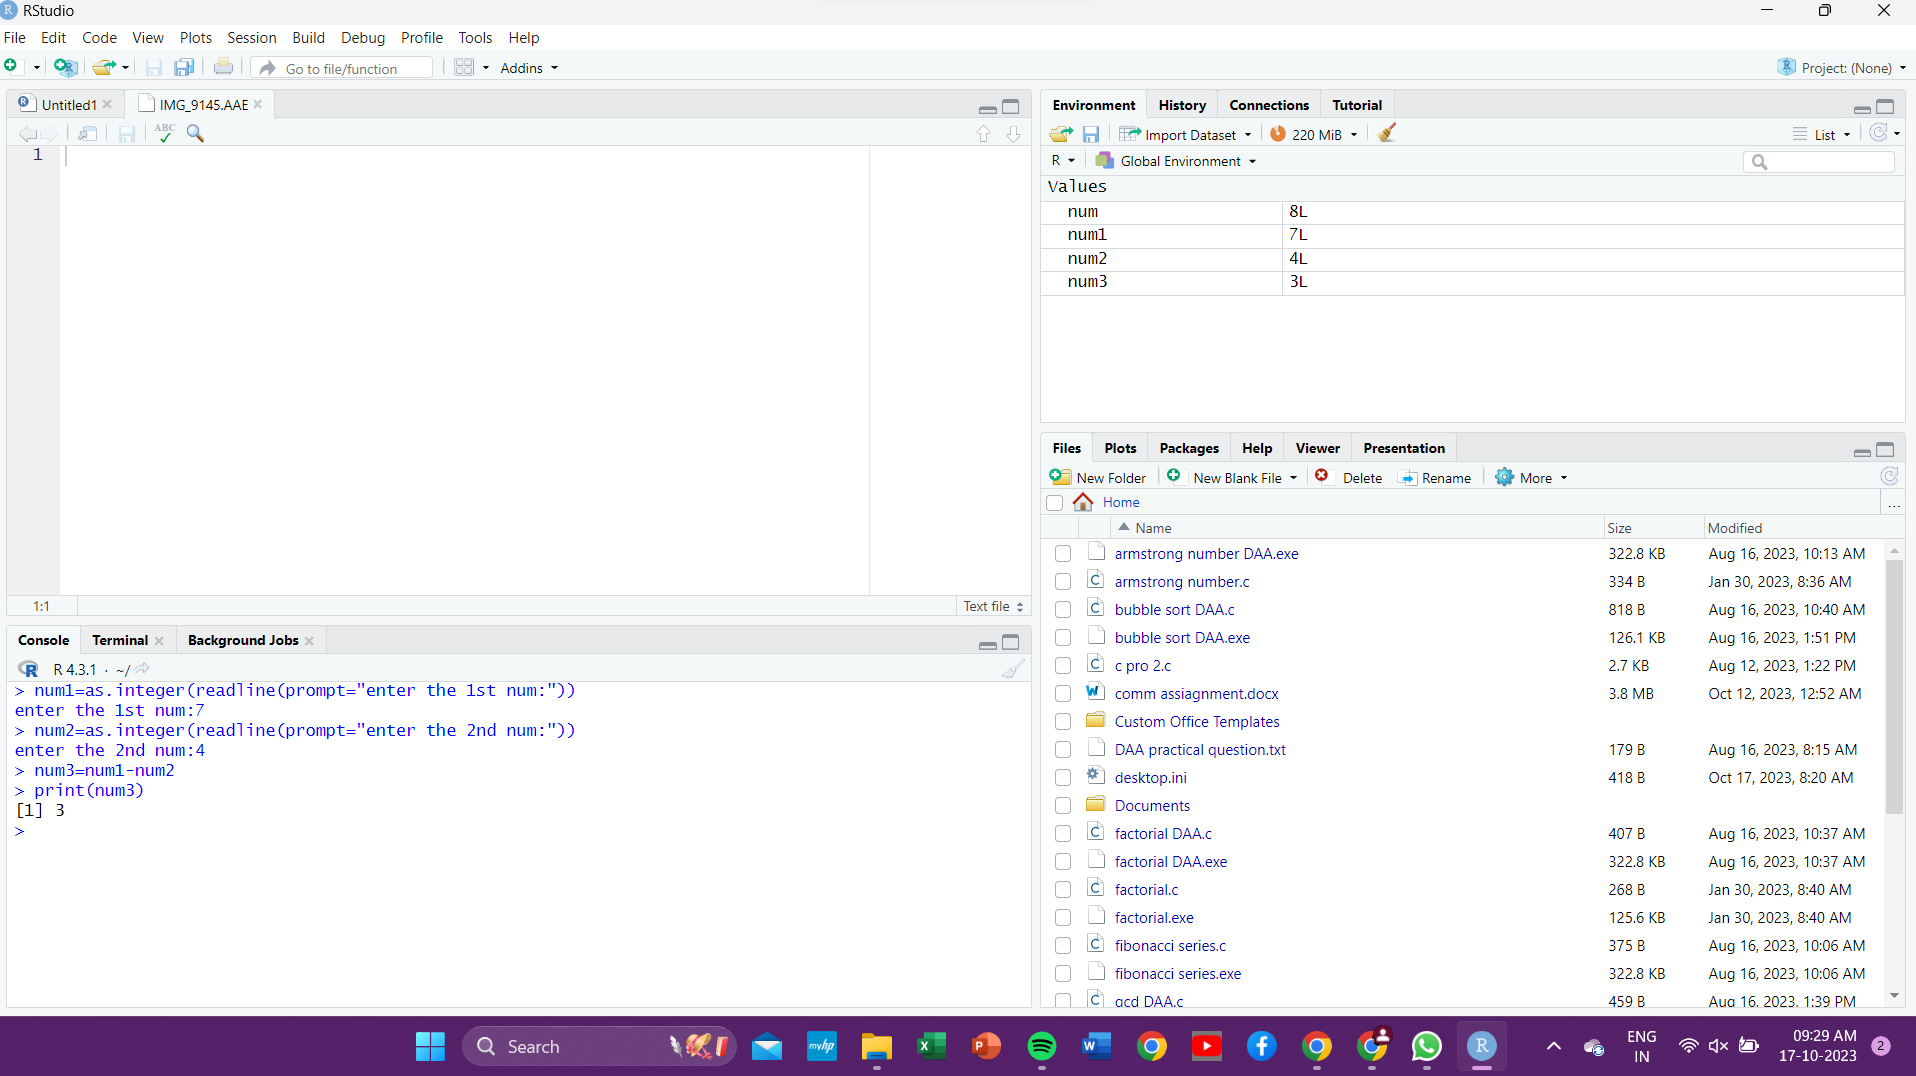 RStudio
File Edit Code View Plots Session Build Debug Profile Tools Help
Go to file/function Addins Project: (None)
Untitled1 IMG_9145.AAE
ABC
1
1:1 Text file
Console Terminal Background Jobs
R 4.3.1 · ~/
> num1=as.integer(readline(prompt="enter the 1st num:"))
enter the 1st num:7
> num2=as.integer(readline(prompt="enter the 2nd num:"))
enter the 2nd num:4
> num3=num1-num2
> print(num3)
[1] 3
>
Environment History Connections Tutorial
Import Dataset 220 MiB List
R Global Environment
Values
num 8L
num1 7L
num2 4L
num3 3L
Files Plots Packages Help Viewer Presentation
New Folder New Blank File Delete Rename More
Home ...
Name Size Modified
armstrong number DAA.exe 322.8 KB Aug 16, 2023, 10:13 AM
armstrong number.c 334 B Jan 30, 2023, 8:36 AM
bubble sort DAA.c 818 B Aug 16, 2023, 10:40 AM
bubble sort DAA.exe 126.1 KB Aug 16, 2023, 1:51 PM
c pro 2.c 2.7 KB Aug 12, 2023, 1:22 PM
comm assiagnment.docx 3.8 MB Oct 12, 2023, 12:52 AM
Custom Office Templates
DAA practical question.txt 179 B Aug 16, 2023, 8:15 AM
desktop.ini 418 B Oct 17, 2023, 8:20 AM
Documents
factorial DAA.c 407 B Aug 16, 2023, 10:37 AM
factorial DAA.exe 322.8 KB Aug 16, 2023, 10:37 AM
factorial.c 268 B Jan 30, 2023, 8:40 AM
factorial.exe 125.6 KB Jan 30, 2023, 8:40 AM
fibonacci series.c 375 B Aug 16, 2023, 10:06 AM
fibonacci series.exe 322.8 KB Aug 16, 2023, 10:06 AM
gcd DAA.c 459 B Aug 16, 2023, 1:39 PM
Search myhp ENG 09:29 AM
IN 17-10-2023 2